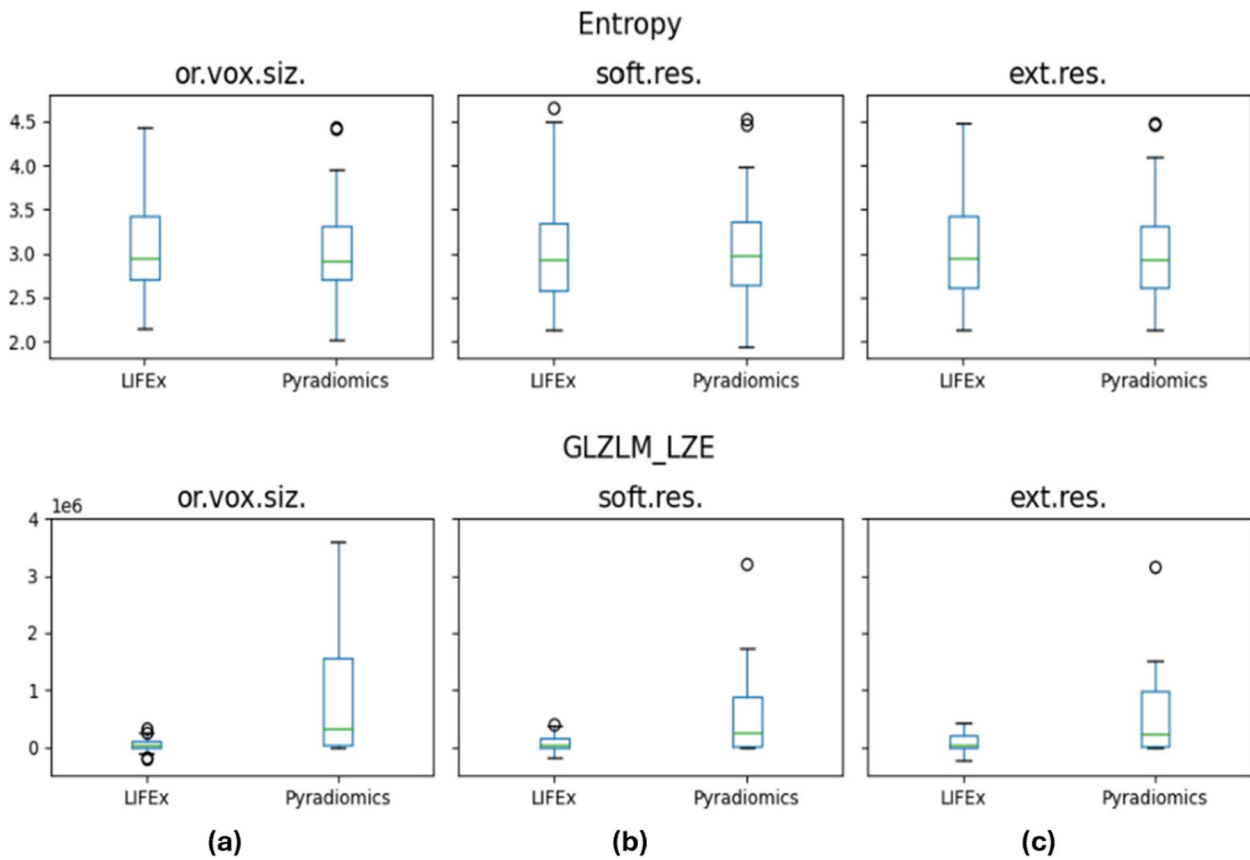 Entropy
or.vox.siz. soft.res. ext.res.
4.5
4.0
3.5
3.0
2.5
2.0
LIFEx Pyradiomics LIFEx Pyradiomics LIFEx Pyradiomics
GLZLM_LZE
or.vox.siz. soft.res. ext.res.
1e6
4
3
2
1
0
LIFEx Pyradiomics LIFEx Pyradiomics LIFEx Pyradiomics
(a) (b) (c)